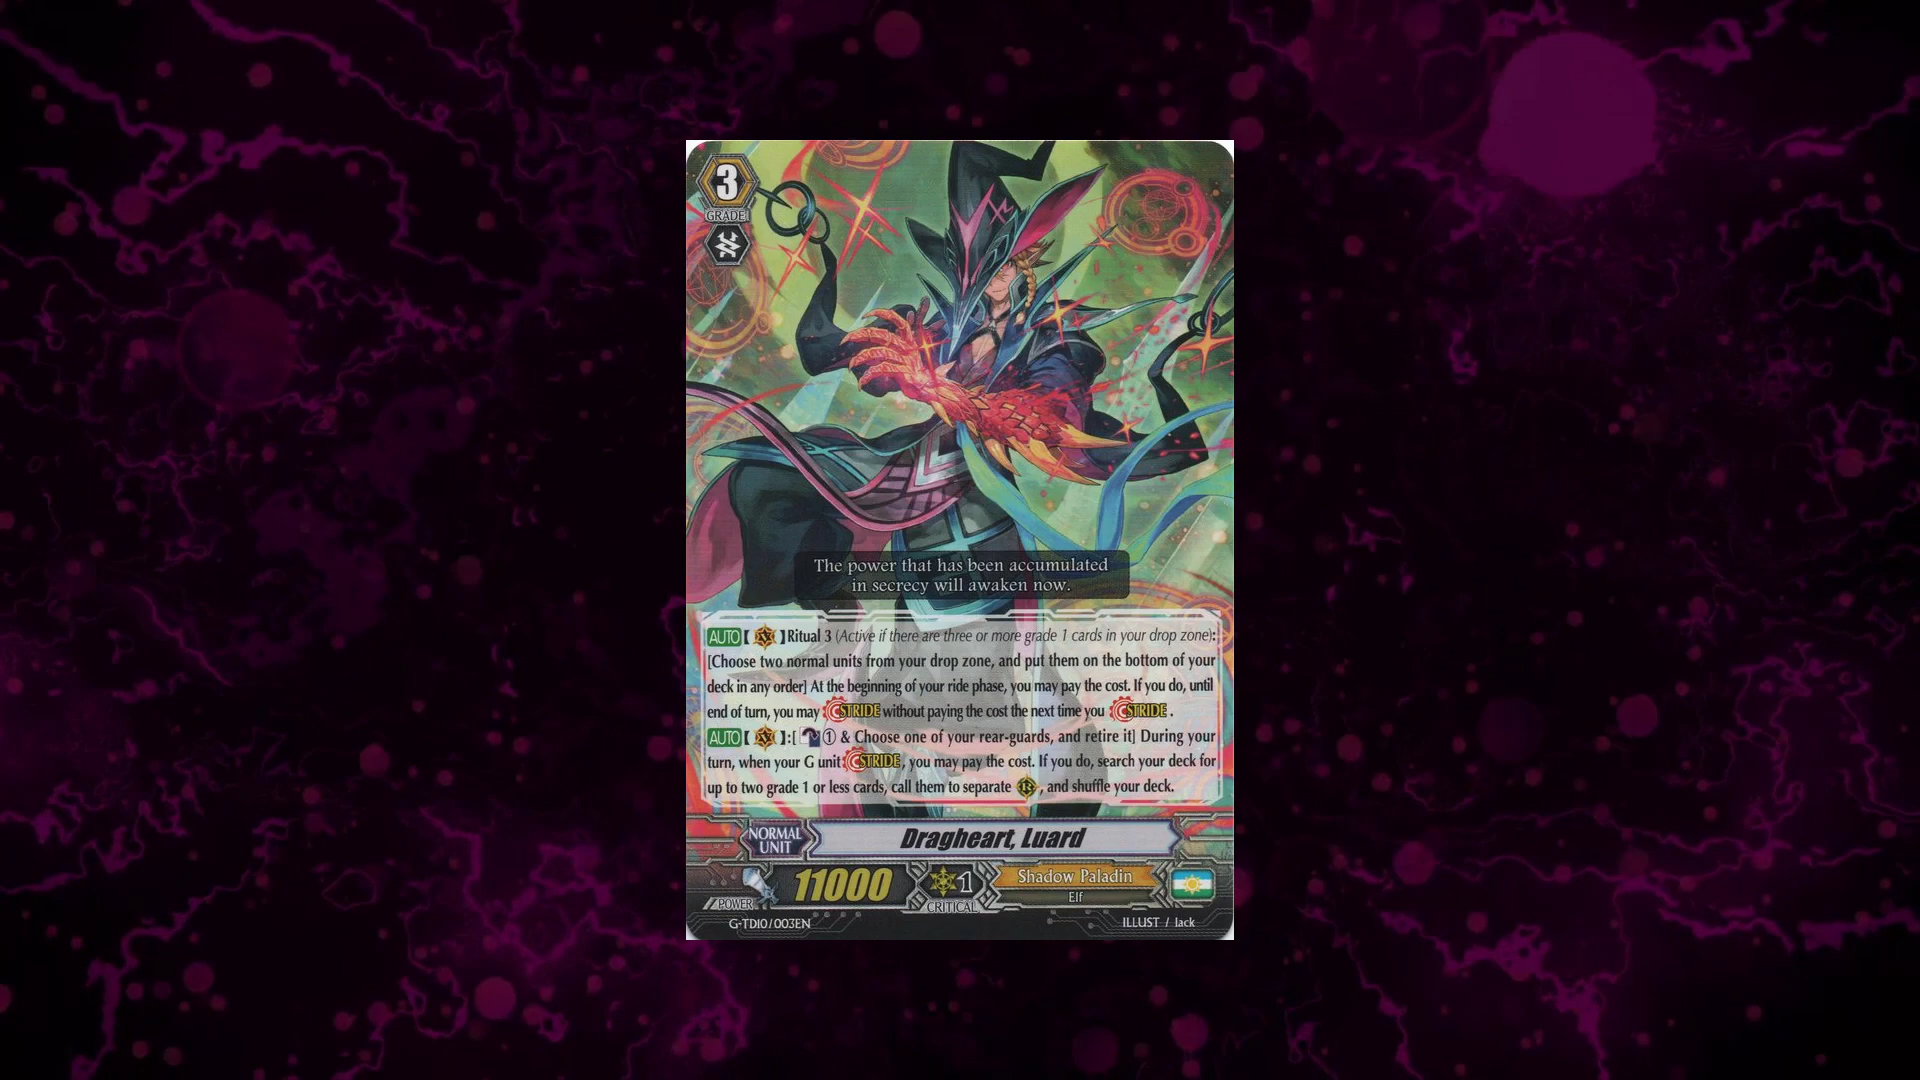 3
GRADE
The power that has been accumulated
in secrecy will awaken now.
AUTO【 V 】Ritual 3 (Active if there are three or more grade 1 cards in your drop zone):
[Choose two normal units from your drop zone, and put them on the bottom of your
deck in any order] At the beginning of your ride phase, you may pay the cost. If you do, until
end of turn, you may STRIDE without paying the cost the next time you STRIDE .
AUTO【 V 】:[ ① & Choose one of your rear-guards, and retire it] During your
turn, when your G unit STRIDE, you may pay the cost. If you do, search your deck for
up to two grade 1 or less cards, call them to separate R , and shuffle your deck.
NORMAL
UNIT
Dragheart, Luard
POWER
11000
1
CRITICAL
Shadow Paladin
Elf
G-TD10/003EN
ILLUST / lack